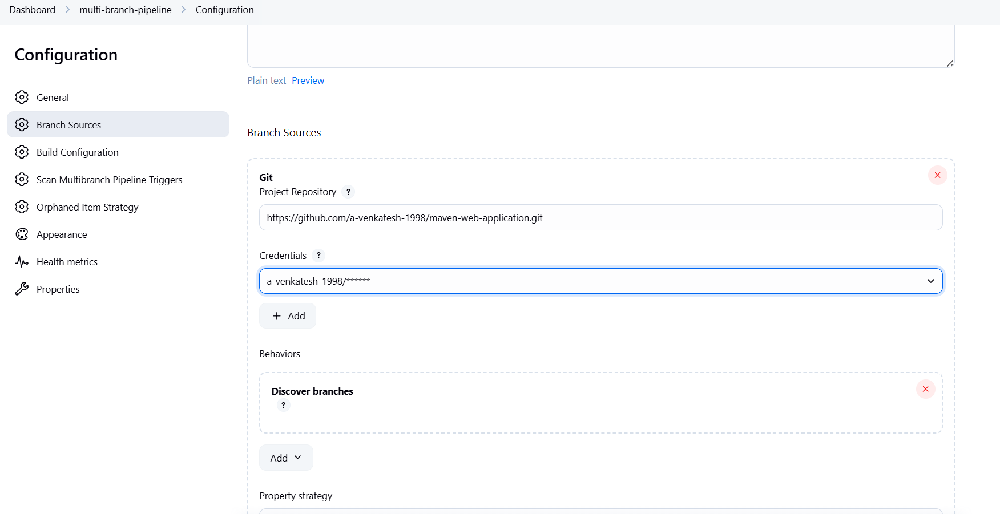 Dashboard > multi-branch-pipeline > Configuration
Configuration
General
Branch Sources
Build Configuration
Scan Multibranch Pipeline Triggers
Orphaned Item Strategy
Appearance
Health metrics
Properties
Plain text Preview
Branch Sources
Git
Project Repository ?
https://github.com/a-venkatesh-1998/maven-web-application.git
Credentials ?
a-venkatesh-1998/******
+ Add
Behaviors
Discover branches
?
Add
Property strategy